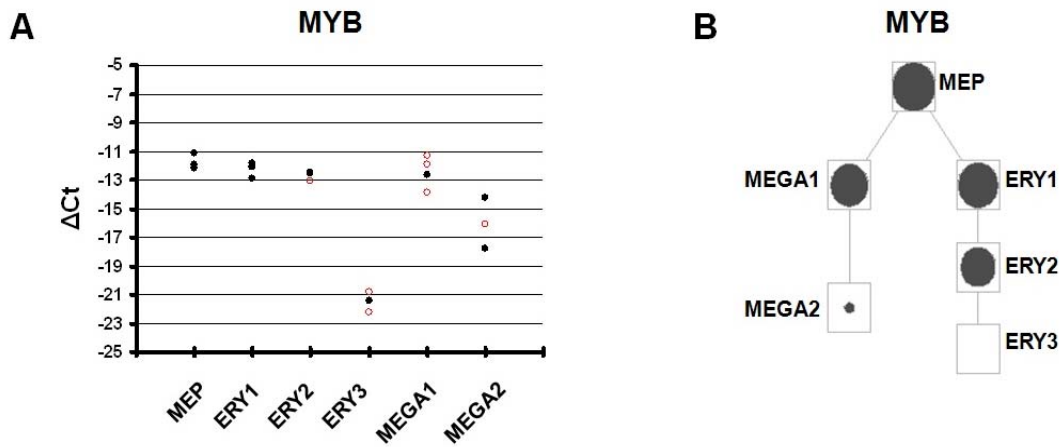 A
MYB
ΔCt
-5
-7
-9
-11
-13
-15
-17
-19
-21
-23
-25
MEP
ERY1
ERY2
ERY3
MEGA1
MEGA2
B
MYB
MEP
MEGA1
ERY1
ERY2
MEGA2
ERY3